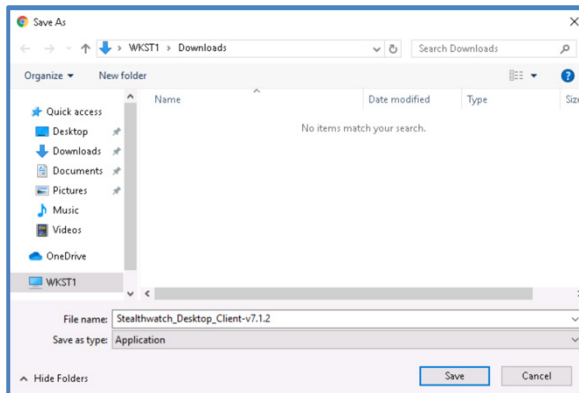 Save As
WKST1 > Downloads
Search Downloads
Organize
New folder
Quick access
Desktop
Downloads
Documents
Pictures
Music
Videos
OneDrive
WKST1
Name
Date modified
Type
Size
No items match your search.
File name: Stealthwatch_Desktop_Client-v7.1.2
Save as type: Application
Hide Folders
Save
Cancel